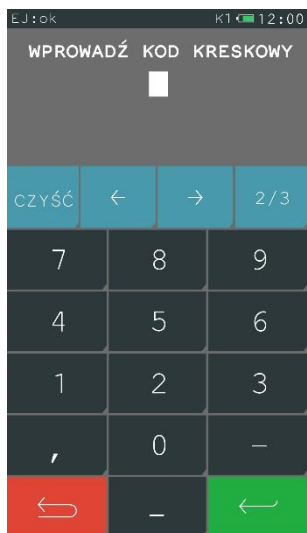 EJ:ok K1 12:00
WPROWADŹ KOD KRESKOWY
CZYŚĆ ← → 2/3
7 8 9
4 5 6
1 2 3
, 0 –
_